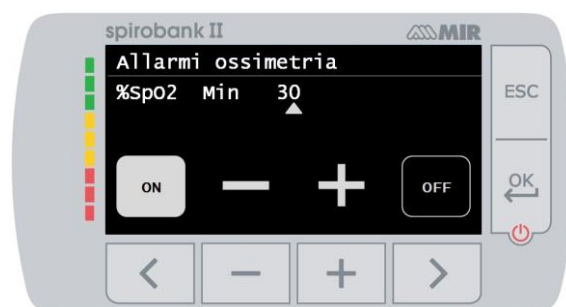 spirobank II MIR
Allarmi ossimetria
%SpO2 Min 30
ESC
ON − + OFF
OK
< − + >